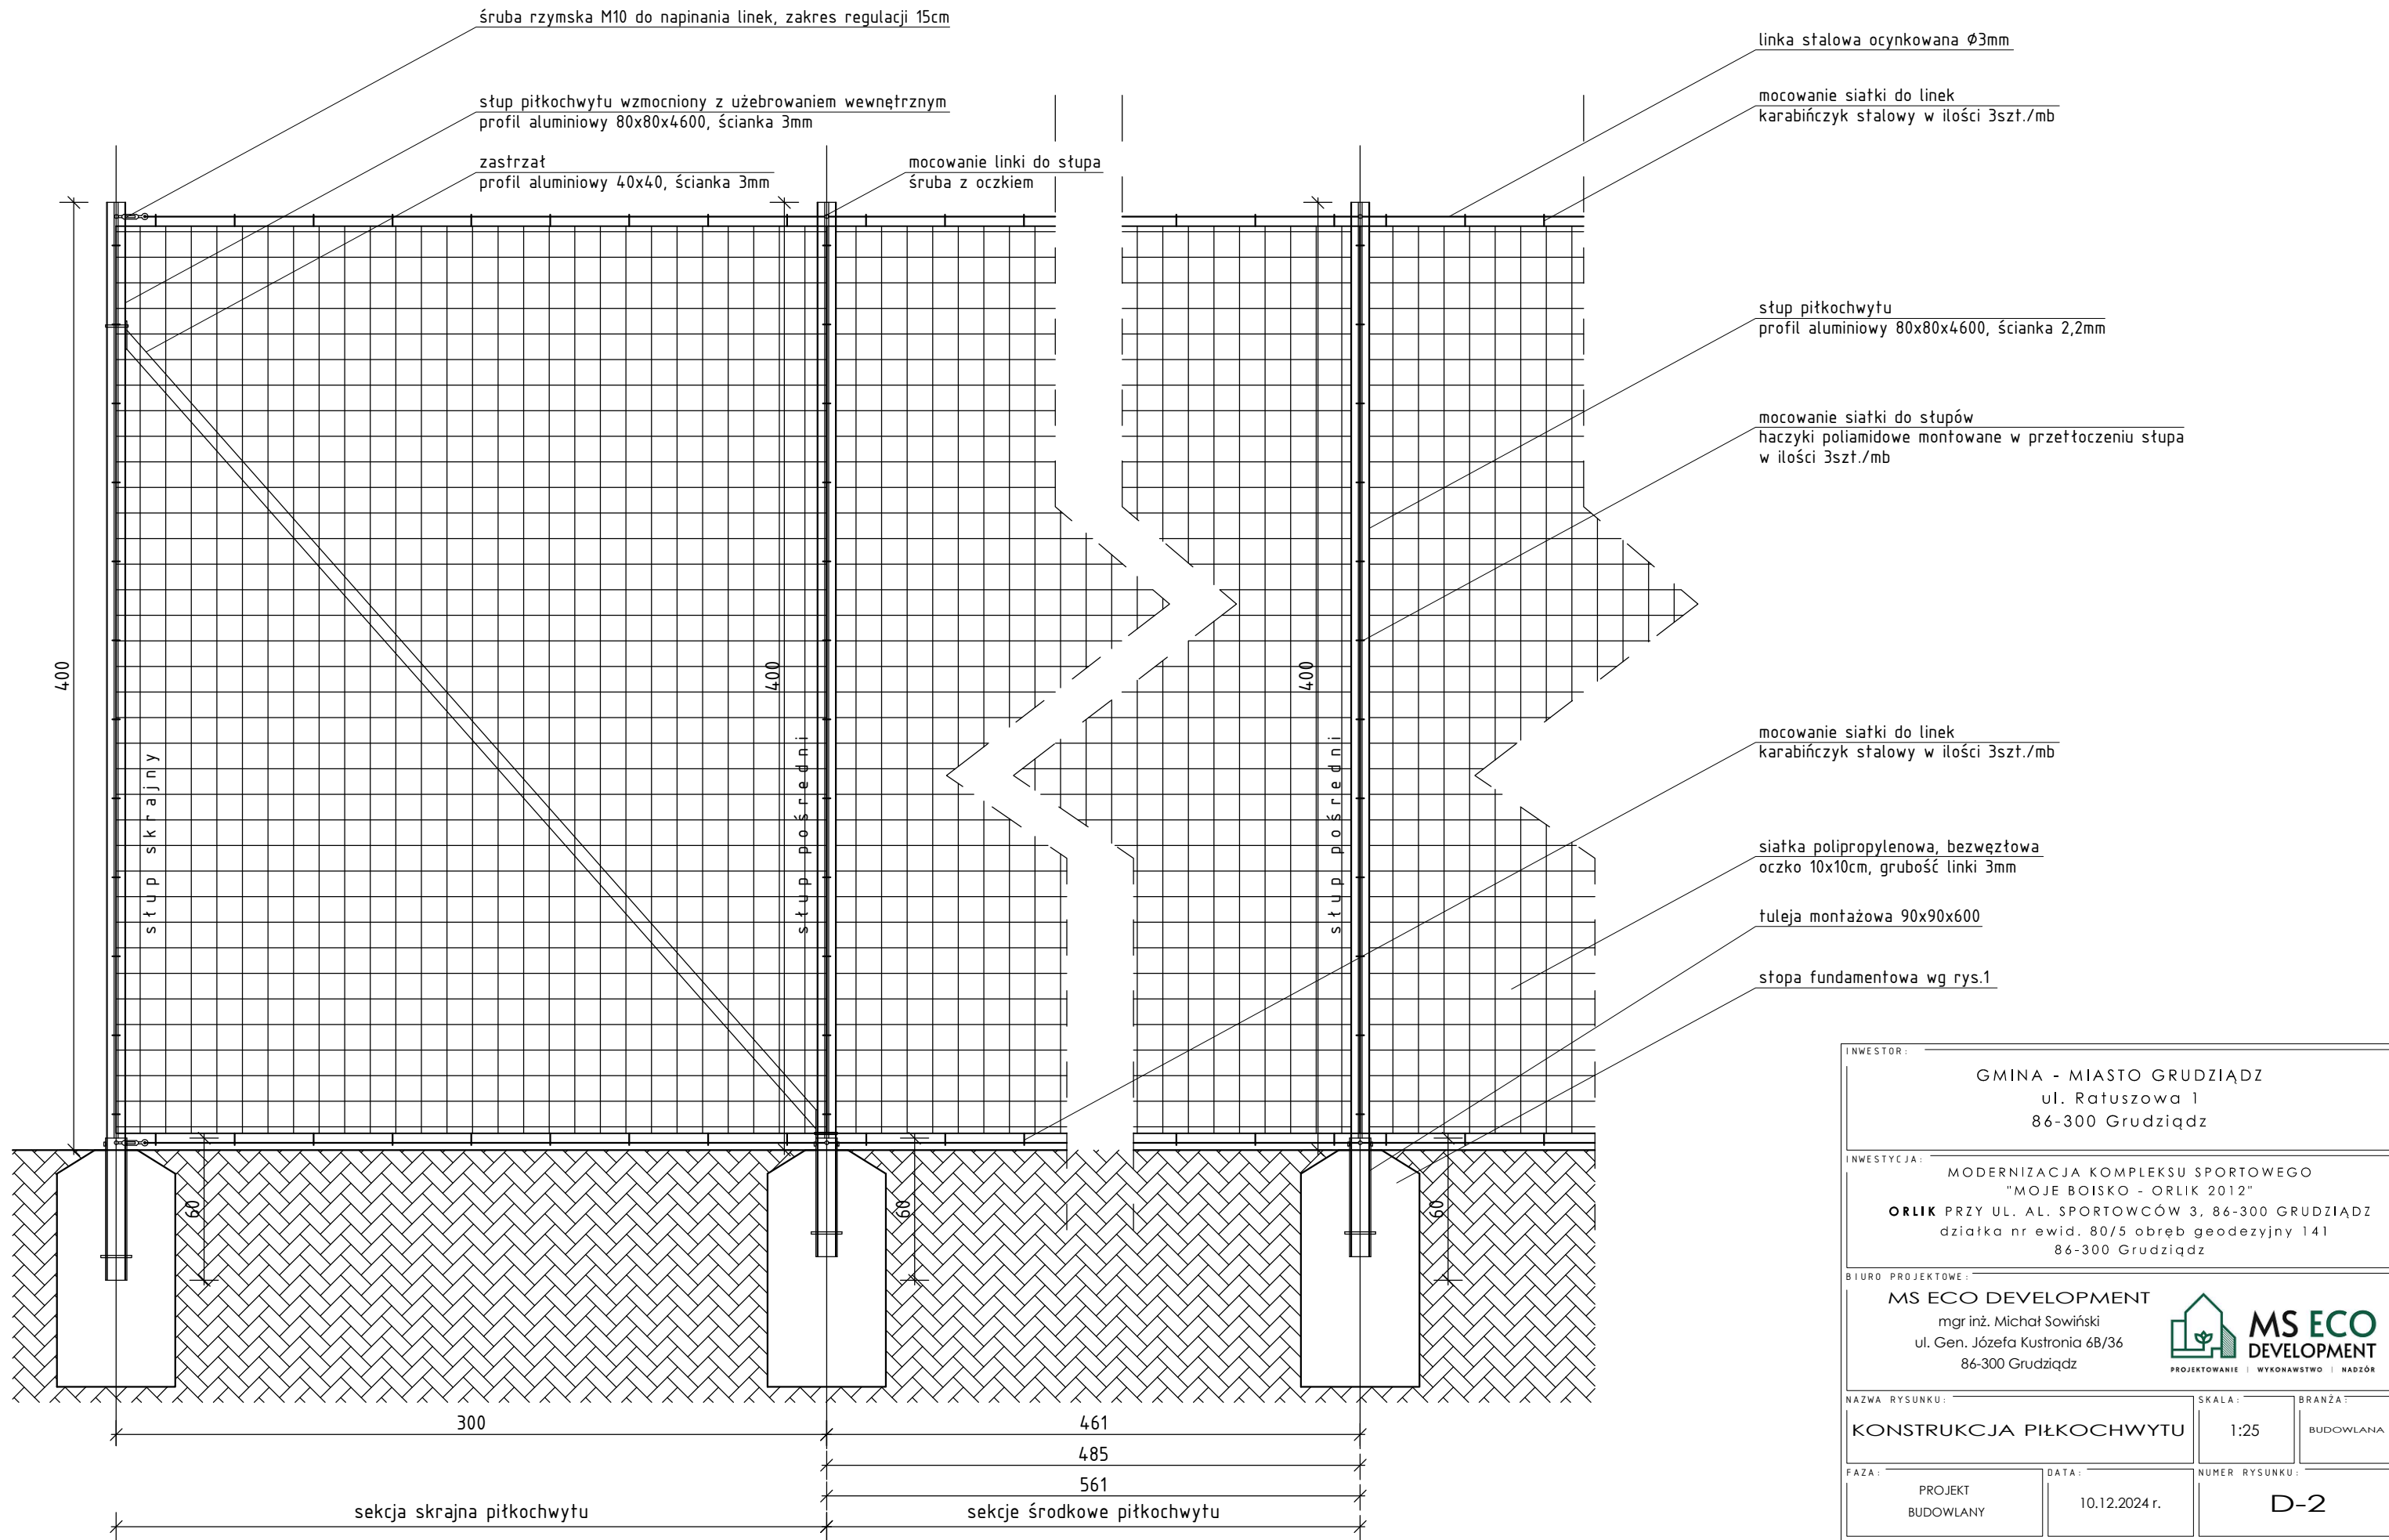 śruba rzymska M10 do napinania linek, zakres regulacji 15cm
słup piłkochwytu wzmocniony z użebrowaniem wewnętrznym
profil aluminiowy 80x80x4600, ścianka 3mm
zastrzał
profil aluminiowy 40x40, ścianka 3mm
mocowanie linki do słupa
śruba z oczkiem
linka stalowa ocynkowana Ø3mm
mocowanie siatki do linek
karabińczyk stalowy w ilości 3szt./mb
słup piłkochwytu
profil aluminiowy 80x80x4600, ścianka 2,2mm
mocowanie siatki do słupów
haczyki poliamidowe montowane w przetłoczeniu słupa
w ilości 3szt./mb
mocowanie siatki do linek
karabińczyk stalowy w ilości 3szt./mb
siatka polipropylenowa, bezwęzłowa
oczko 10x10cm, grubość linki 3mm
tuleja montażowa 90x90x600
stopa fundamentowa wg rys.1
400
słup skrajny
400
słup pośredni
400
słup pośredni
60
60
60
300
461
485
561
sekcja skrajna piłkochwytu
sekcje środkowe piłkochwytu
INWESTOR:
GMINA - MIASTO GRUDZIĄDZ
ul. Ratuszowa 1
86-300 Grudziądz
INWESTYCJA:
MODERNIZACJA KOMPLEKSU SPORTOWEGO
"MOJE BOISKO - ORLIK 2012"
ORLIK PRZY UL. AL. SPORTOWCÓW 3, 86-300 GRUDZIĄDZ
działka nr ewid. 80/5 obręb geodezyjny 141
86-300 Grudziądz
BIURO PROJEKTOWE:
MS ECO DEVELOPMENT
mgr inż. Michał Sowiński
ul. Gen. Józefa Kustronia 6B/36
86-300 Grudziądz
MS ECO
DEVELOPMENT
PROJEKTOWANIE | WYKONAWSTWO | NADZÓR
NAZWA RYSUNKU:
KONSTRUKCJA PIŁKOCHWYTU
SKALA:
1:25
BRANŻA:
BUDOWLANA
FAZA:
PROJEKT
BUDOWLANY
DATA:
10.12.2024 r.
NUMER RYSUNKU:
D-2